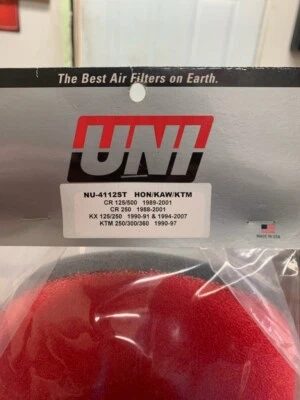 The Best Air Filters on Earth.
UNI
NU-4112ST HON/KAW/KTM
CR 125/500 1989-2001
CR 250 1988-2001
KX 125/250 1990-91 & 1994-2007
KTM 250/300/360 1990-97
MADE IN USA